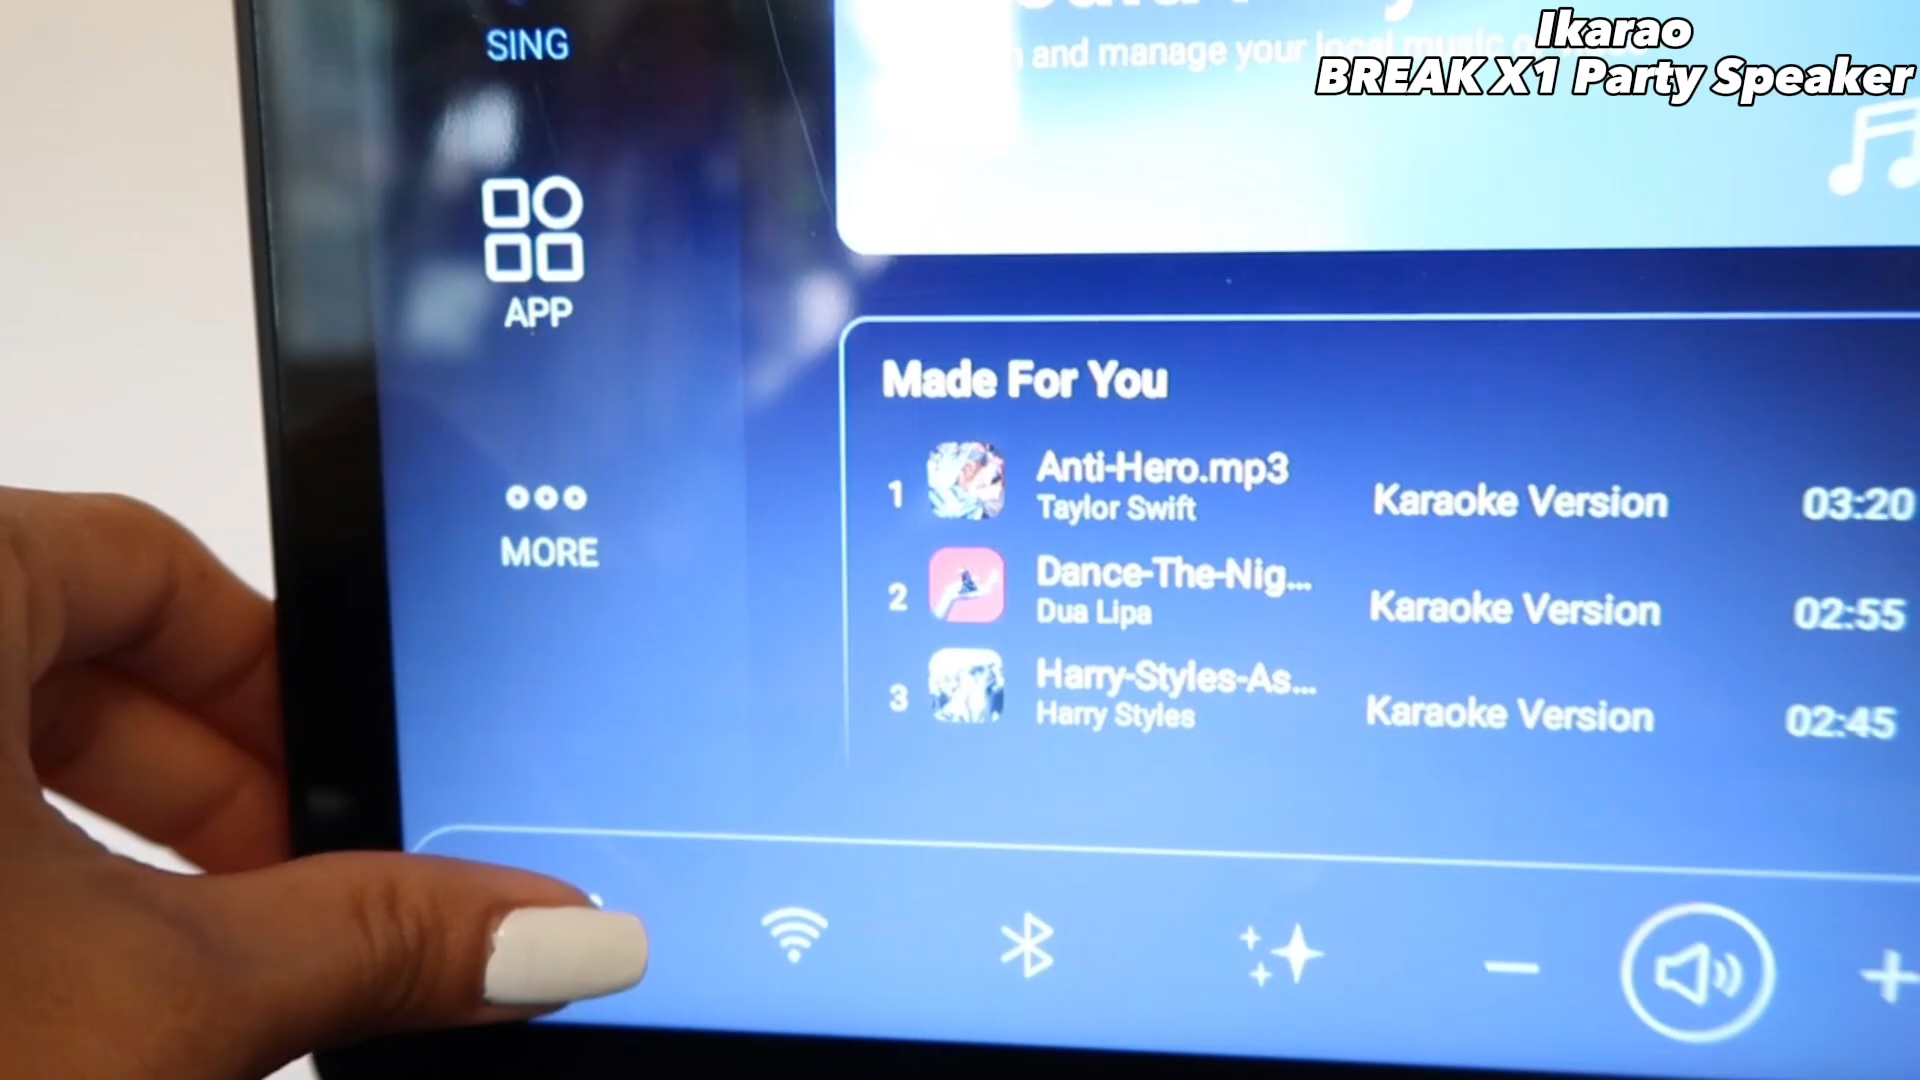 Ikarao
BREAK X1 Party Speaker
SING
and manage your local music
APP
Made For You
1
Anti-Hero.mp3
Taylor Swift
Karaoke Version
03:20
MORE
2
Dance-The-Nig...
Dua Lipa
Karaoke Version
02:55
3
Harry-Styles-As...
Harry Styles
Karaoke Version
02:45